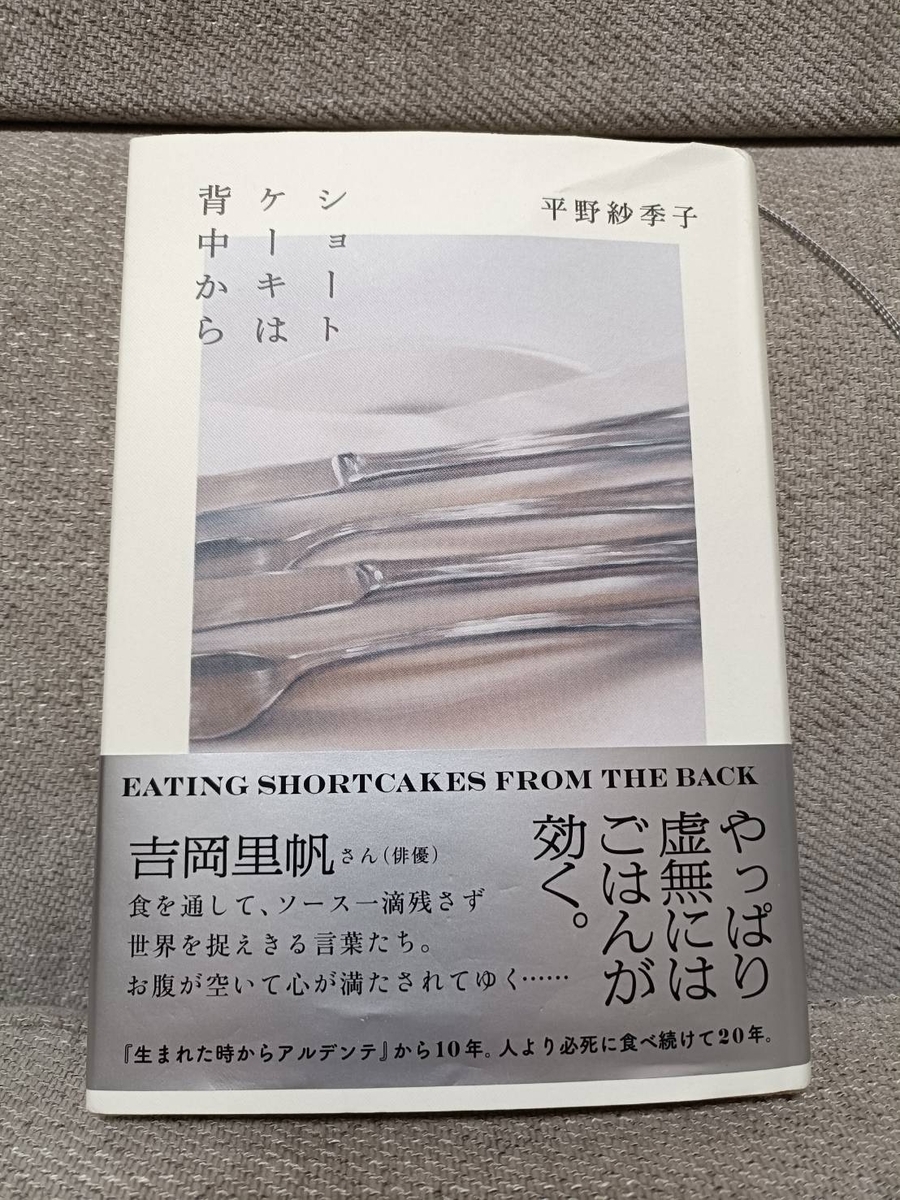 ショート
ケーキは
背中から
平野紗季子
EATING SHORTCAKES FROM THE BACK
やっぱり
虚無には
ごはんが
効く。
吉岡里帆さん(俳優)
食を通して、ソース一滴残さず
世界を捉えきる言葉たち。
お腹が空いて心が満たされてゆく……
『生まれた時からアルデンテ』から10年。人より必死に食べ続けて20年。